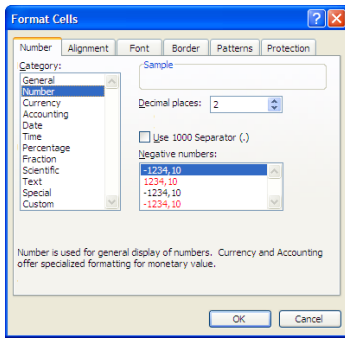 Format Cells
Number Alignment Font Border Patterns Protection
Category:
General
Number
Currency
Accounting
Date
Time
Percentage
Fraction
Scientific
Text
Special
Custom
Sample
Decimal places: 2
Use 1000 Separator (.)
Negative numbers:
-1234,10
1234,10
-1234,10
-1234,10
Number is used for general display of numbers. Currency and Accounting
offer specialized formatting for monetary value.
OK Cancel